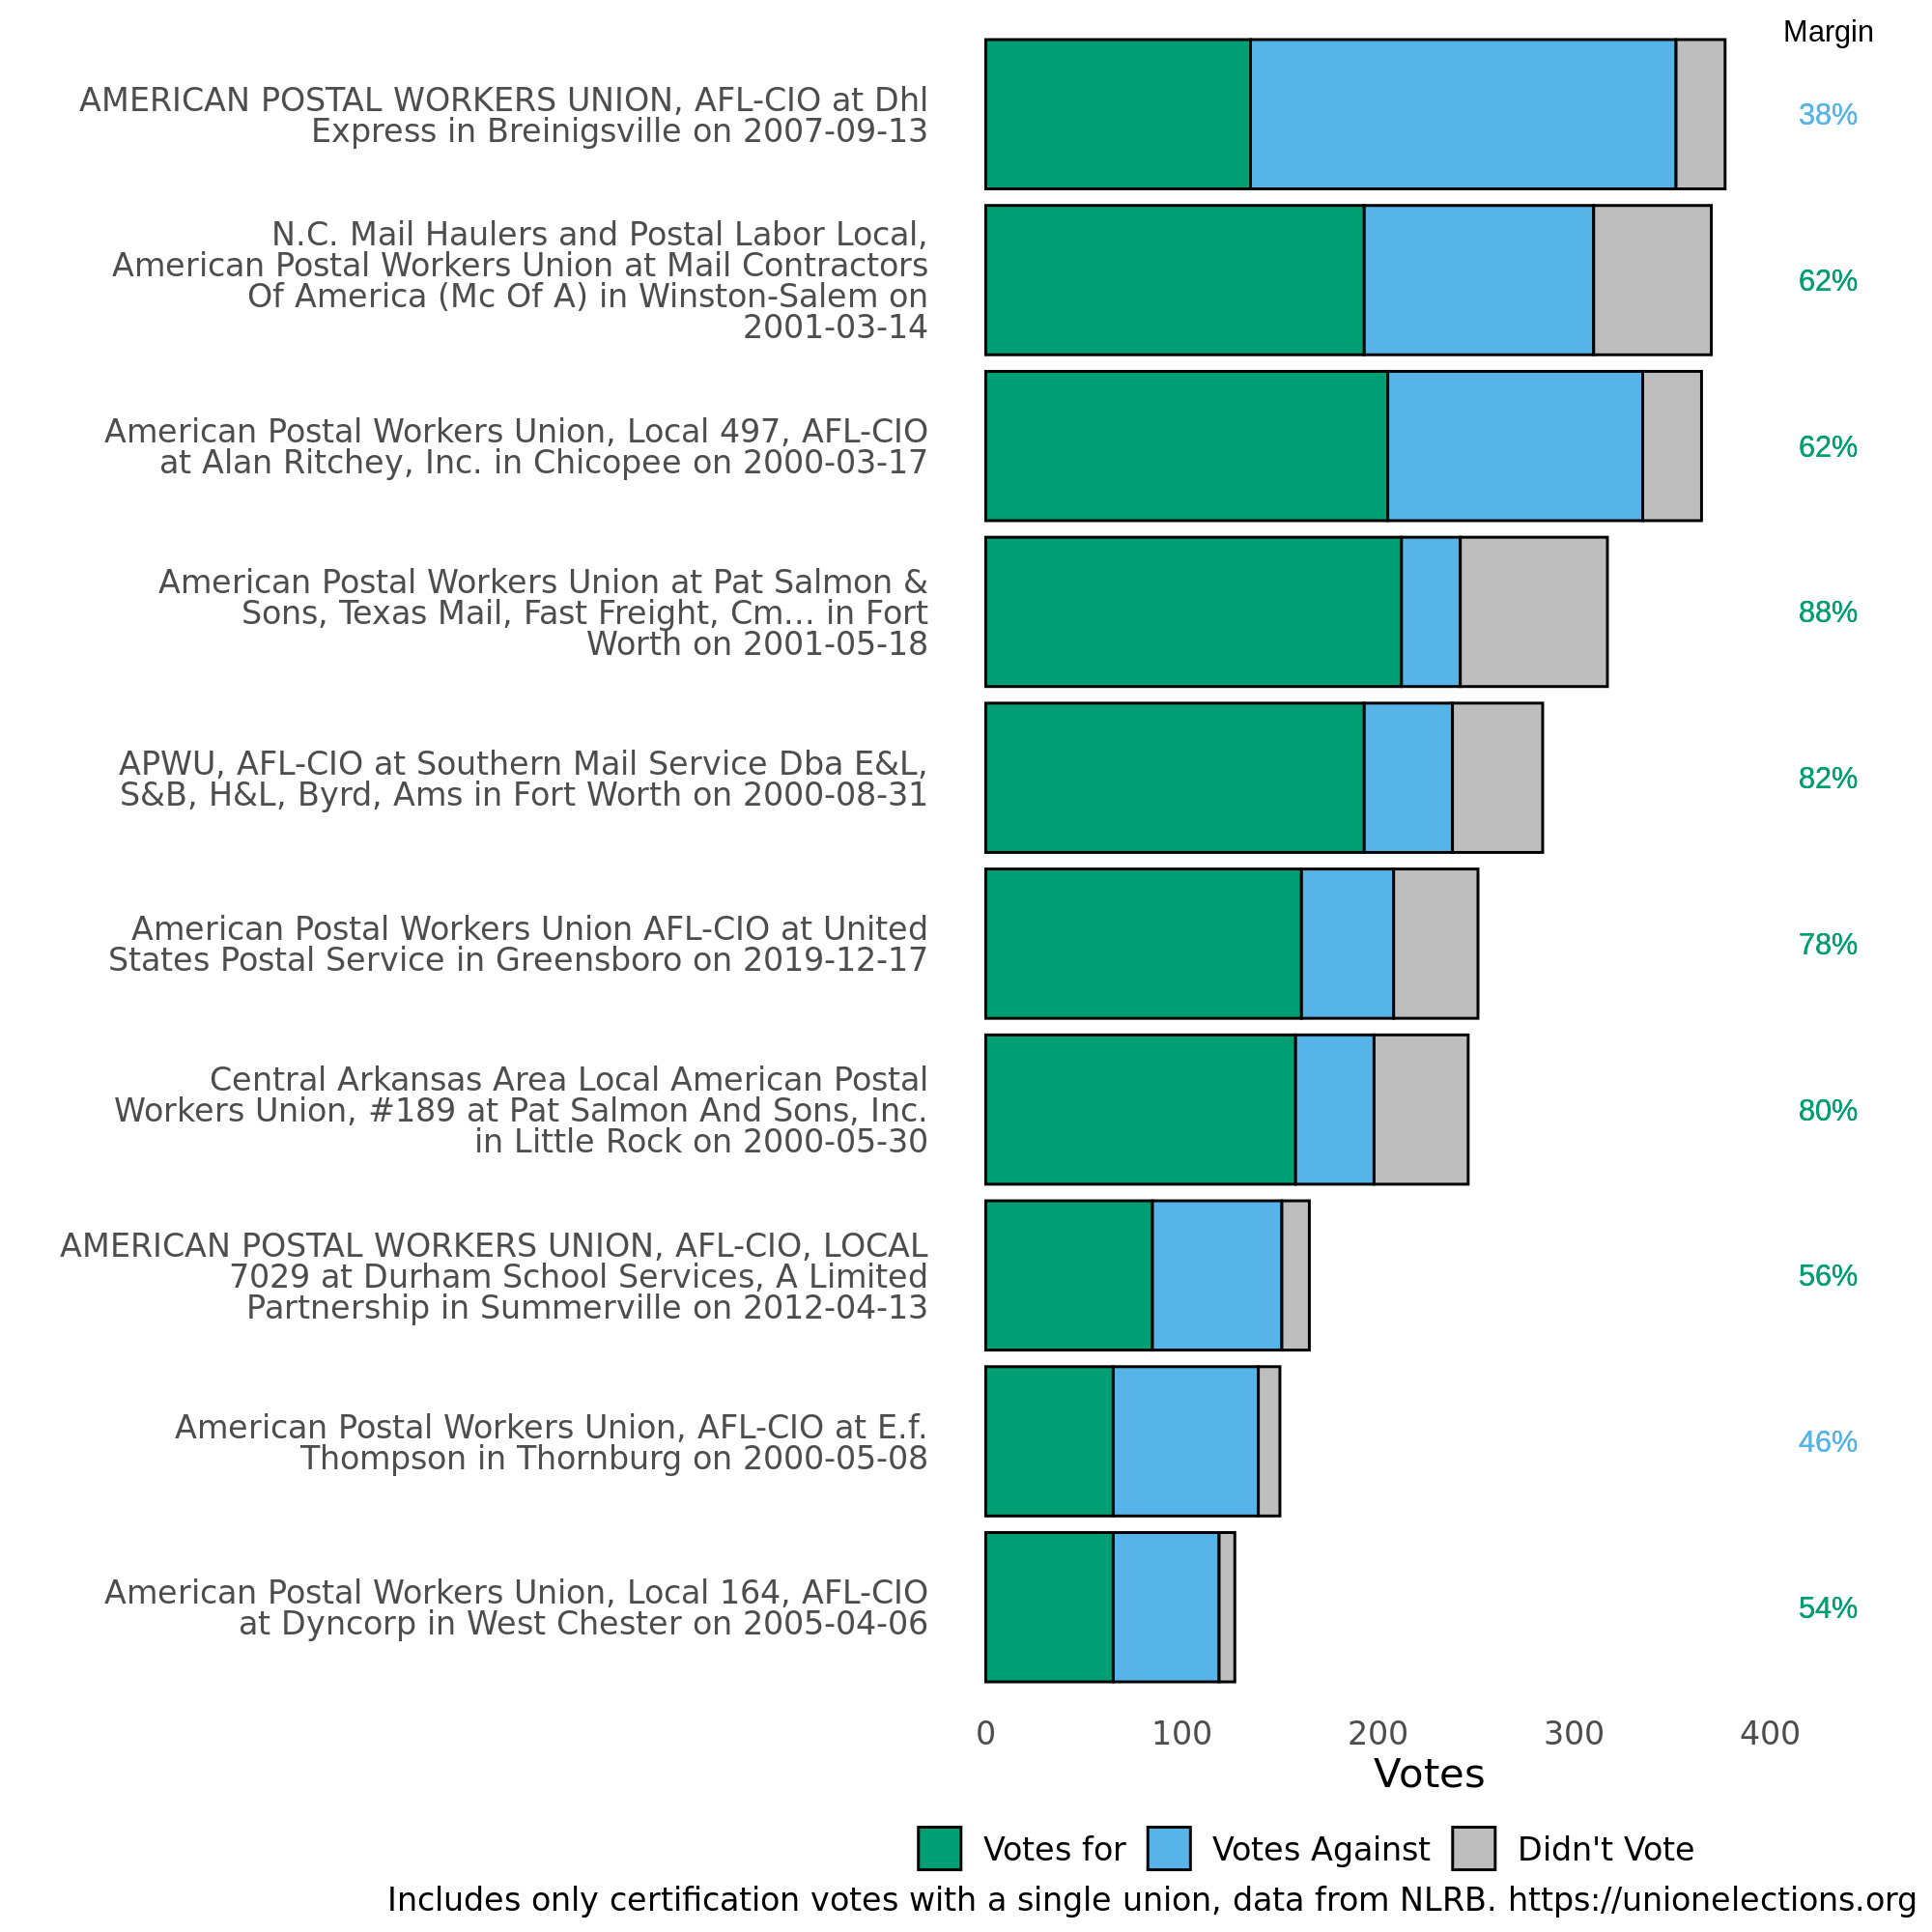 Margin
AMERICAN POSTAL WORKERS UNION, AFL-CIO at Dhl
Express in Breinigsville on 2007-09-13
38%
N.C. Mail Haulers and Postal Labor Local,
American Postal Workers Union at Mail Contractors
Of America (Mc Of A) in Winston-Salem on
2001-03-14
62%
American Postal Workers Union, Local 497, AFL-CIO
at Alan Ritchey, Inc. in Chicopee on 2000-03-17
62%
American Postal Workers Union at Pat Salmon &
Sons, Texas Mail, Fast Freight, Cm... in Fort
Worth on 2001-05-18
88%
APWU, AFL-CIO at Southern Mail Service Dba E&L,
S&B, H&L, Byrd, Ams in Fort Worth on 2000-08-31
82%
American Postal Workers Union AFL-CIO at United
States Postal Service in Greensboro on 2019-12-17
78%
Central Arkansas Area Local American Postal
Workers Union, #189 at Pat Salmon And Sons, Inc.
in Little Rock on 2000-05-30
80%
AMERICAN POSTAL WORKERS UNION, AFL-CIO, LOCAL
7029 at Durham School Services, A Limited
Partnership in Summerville on 2012-04-13
56%
American Postal Workers Union, AFL-CIO at E.f.
Thompson in Thornburg on 2000-05-08
46%
American Postal Workers Union, Local 164, AFL-CIO
at Dyncorp in West Chester on 2005-04-06
54%
0 100 200 300 400
Votes
Votes for Votes Against Didn't Vote
Includes only certification votes with a single union, data from NLRB. https://unionelections.org